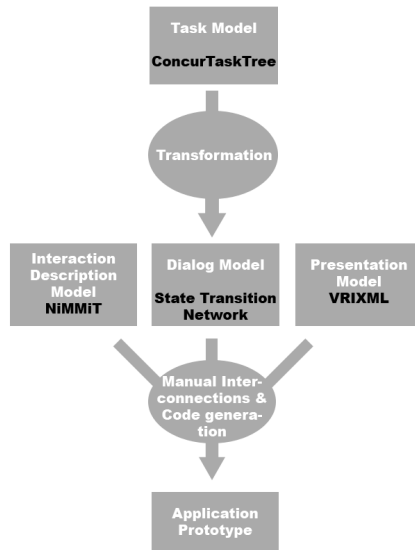 Task Model
ConcurTaskTree
Transformation
Interaction
Description
Model
NiMMiT
Dialog Model
State Transition
Network
Presentation
Model
VRIXML
Manual Inter-
connections &
Code genera-
tion
Application
Prototype